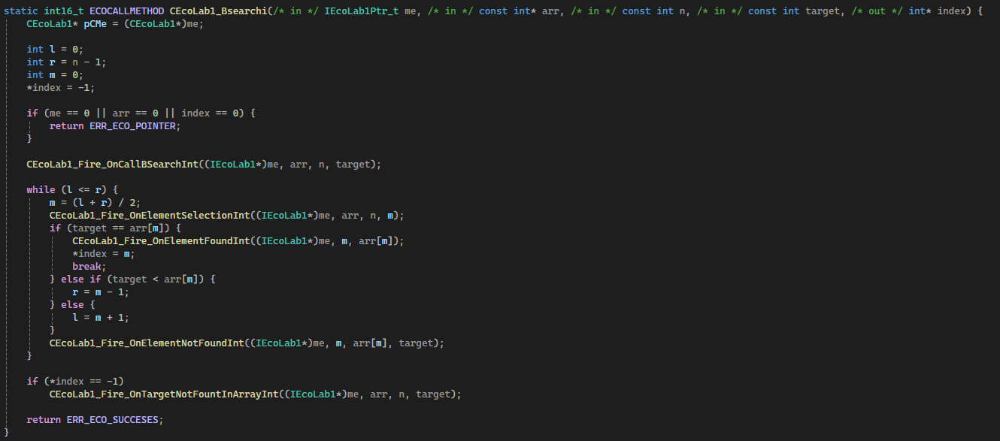 static int16_t ECOCALLMETHOD CEcoLab1_Bsearchi(/* in */ IEcoLab1Ptr_t me, /* in */ const int* arr, /* in */ const int n, /* in */ const int target, /* out */ int* index) {
    CEcoLab1* pCMe = (CEcoLab1*)me;

    int l = 0;
    int r = n - 1;
    int m = 0;
    *index = -1;

    if (me == 0 || arr == 0 || index == 0) {
        return ERR_ECO_POINTER;
    }

    CEcoLab1_Fire_OnCallBSearchInt((IEcoLab1*)me, arr, n, target);

    while (l <= r) {
        m = (l + r) / 2;
        CEcoLab1_Fire_OnElementSelectionInt((IEcoLab1*)me, arr, n, m);
        if (target == arr[m]) {
            CEcoLab1_Fire_OnElementFoundInt((IEcoLab1*)me, m, arr[m]);
            *index = m;
            break;
        } else if (target < arr[m]) {
            r = m - 1;
        } else {
            l = m + 1;
        }
        CEcoLab1_Fire_OnElementNotFoundInt((IEcoLab1*)me, m, arr[m], target);
    }

    if (*index == -1)
        CEcoLab1_Fire_OnTargetNotFountInArrayInt((IEcoLab1*)me, arr, n, target);

    return ERR_ECO_SUCCESES;
}